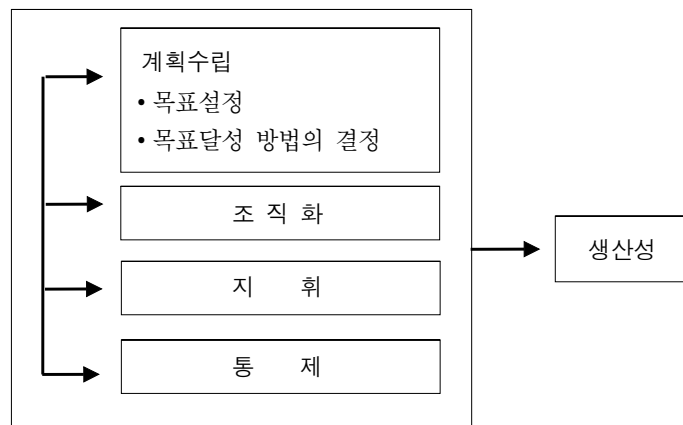 계획수립
• 목표설정
• 목표달성 방법의 결정
조 직 화
생산성
지 휘
통 제